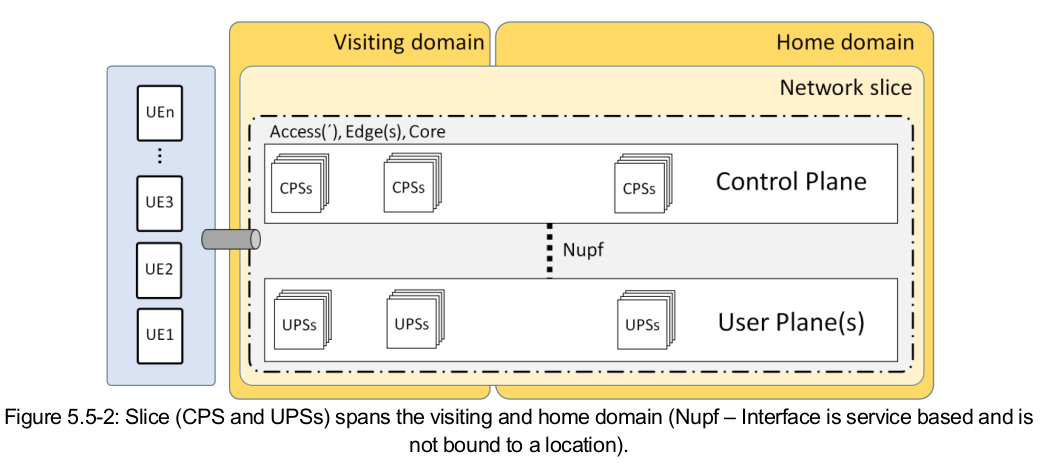 Visiting domain
Home domain
Network slice
Access(´), Edge(s), Core
UEn
UE3
UE2
UE1
CPSs
CPSs
CPSs
Control Plane
Nupf
UPSs
UPSs
UPSs
User Plane(s)
Figure 5.5-2: Slice (CPS and UPSs) spans the visiting and home domain (Nupf – Interface is service based and is
not bound to a location).